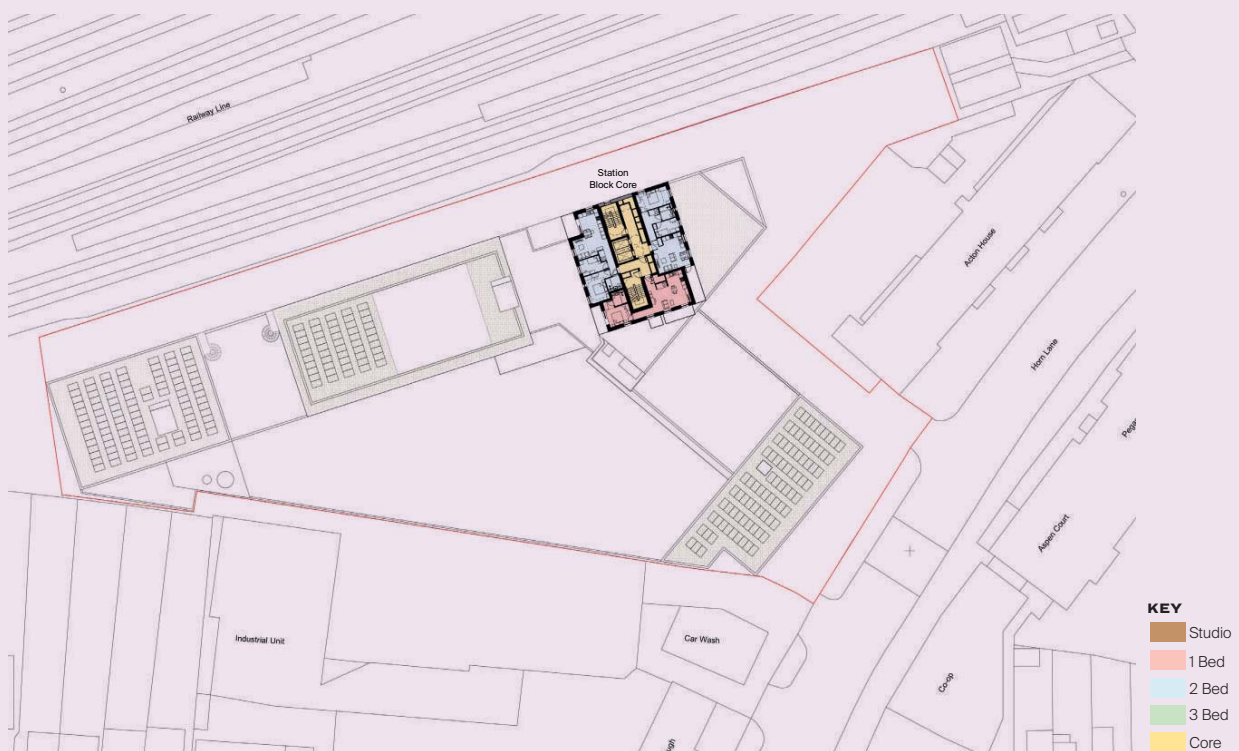 Railway Line
Station
Block Core
Acton House
Horn Lane
Aspen Court
Industrial Unit
Car Wash
Co-op
KEY
Studio
1 Bed
2 Bed
3 Bed
Core